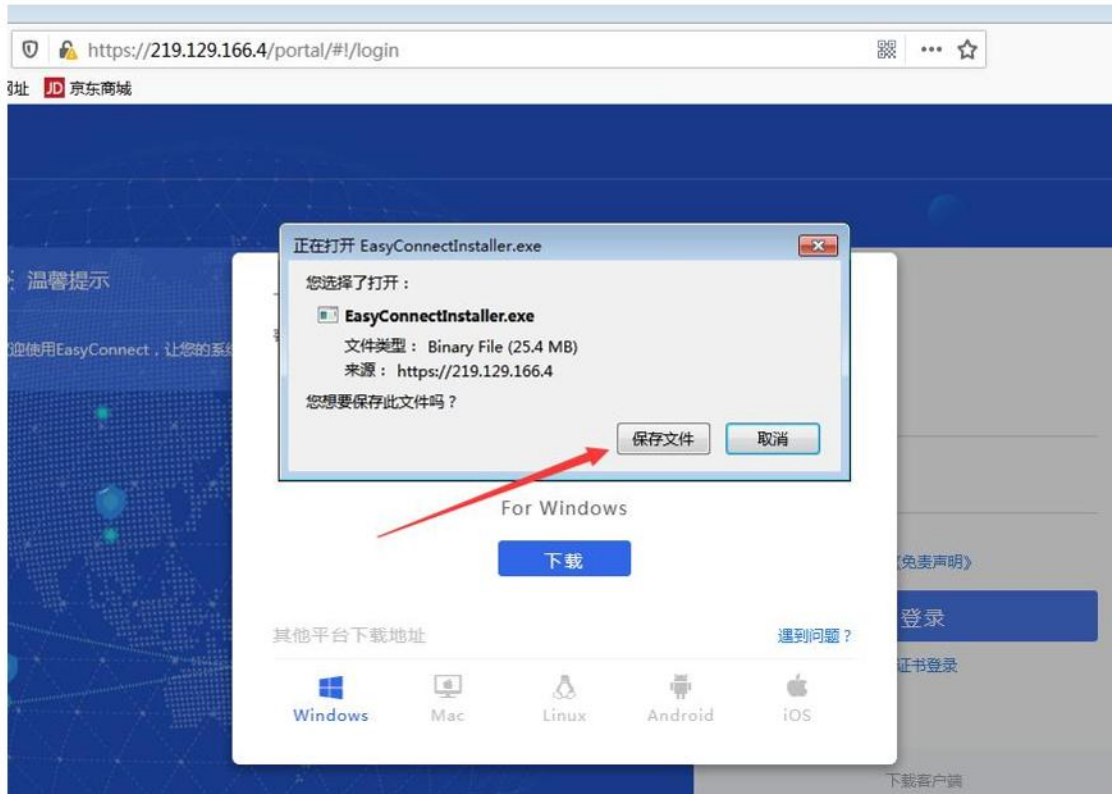 https://219.129.166.4/portal/#!/login
址 JD 京东商城
正在打开 EasyConnectInstaller.exe
温馨提示
您选择了打开：
EasyConnectInstaller.exe
迎使用EasyConnect，让您的系
文件类型： Binary File (25.4 MB)
来源： https://219.129.166.4
您想要保存此文件吗？
保存文件 取消
For Windows
下载
《免责声明》
登录
其他平台下载地址 遇到问题？
证书登录
Windows Mac Linux Android iOS
下载客户端